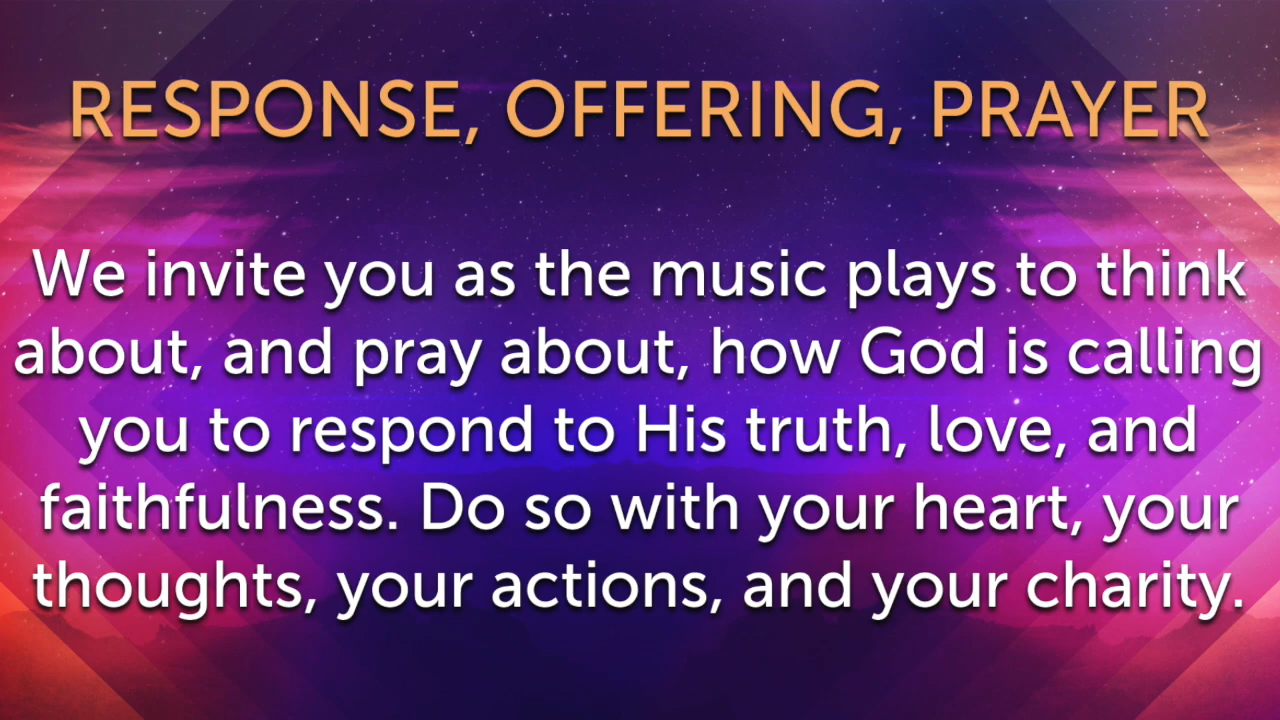 RESPONSE, OFFERING, PRAYER
We invite you as the music plays to think
about, and pray about, how God is calling
you to respond to His truth, love, and
faithfulness. Do so with your heart, your
thoughts, your actions, and your charity.